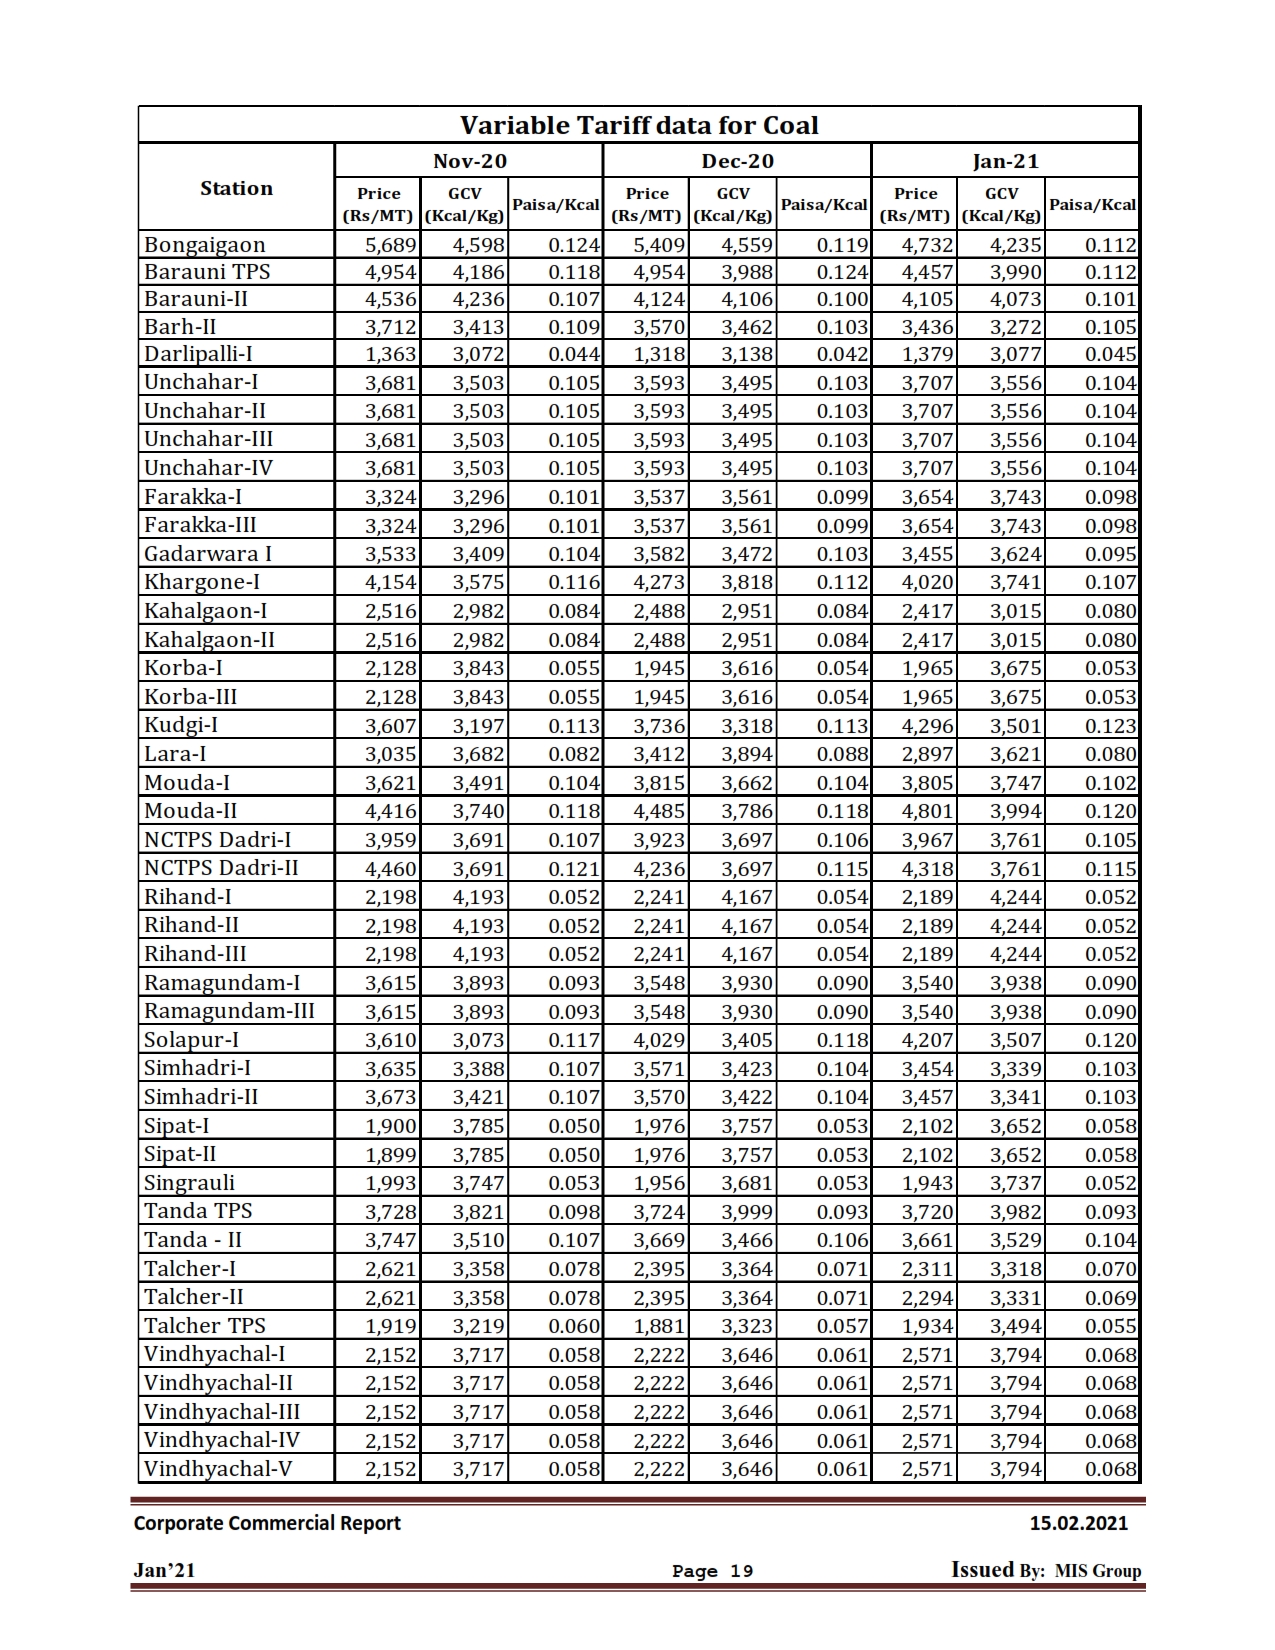 Variable Tariff data for Coal
Station Nov-20 Dec-20 Jan-21
Price (Rs/MT) GCV (Kcal/Kg) Paisa/Kcal Price (Rs/MT) GCV (Kcal/Kg) Paisa/Kcal Price (Rs/MT) GCV (Kcal/Kg) Paisa/Kcal
Bongaigaon 5,689 4,598 0.124 5,409 4,559 0.119 4,732 4,235 0.112
Barauni TPS 4,954 4,186 0.118 4,954 3,988 0.124 4,457 3,990 0.112
Barauni-II 4,536 4,236 0.107 4,124 4,106 0.100 4,105 4,073 0.101
Barh-II 3,712 3,413 0.109 3,570 3,462 0.103 3,436 3,272 0.105
Darlipalli-I 1,363 3,072 0.044 1,318 3,138 0.042 1,379 3,077 0.045
Unchahar-I 3,681 3,503 0.105 3,593 3,495 0.103 3,707 3,556 0.104
Unchahar-II 3,681 3,503 0.105 3,593 3,495 0.103 3,707 3,556 0.104
Unchahar-III 3,681 3,503 0.105 3,593 3,495 0.103 3,707 3,556 0.104
Unchahar-IV 3,681 3,503 0.105 3,593 3,495 0.103 3,707 3,556 0.104
Farakka-I 3,324 3,296 0.101 3,537 3,561 0.099 3,654 3,743 0.098
Farakka-III 3,324 3,296 0.101 3,537 3,561 0.099 3,654 3,743 0.098
Gadarwara I 3,533 3,409 0.104 3,582 3,472 0.103 3,455 3,624 0.095
Khargone-I 4,154 3,575 0.116 4,273 3,818 0.112 4,020 3,741 0.107
Kahalgaon-I 2,516 2,982 0.084 2,488 2,951 0.084 2,417 3,015 0.080
Kahalgaon-II 2,516 2,982 0.084 2,488 2,951 0.084 2,417 3,015 0.080
Korba-I 2,128 3,843 0.055 1,945 3,616 0.054 1,965 3,675 0.053
Korba-III 2,128 3,843 0.055 1,945 3,616 0.054 1,965 3,675 0.053
Kudgi-I 3,607 3,197 0.113 3,736 3,318 0.113 4,296 3,501 0.123
Lara-I 3,035 3,682 0.082 3,412 3,894 0.088 2,897 3,621 0.080
Mouda-I 3,621 3,491 0.104 3,815 3,662 0.104 3,805 3,747 0.102
Mouda-II 4,416 3,740 0.118 4,485 3,786 0.118 4,801 3,994 0.120
NCTPS Dadri-I 3,959 3,691 0.107 3,923 3,697 0.106 3,967 3,761 0.105
NCTPS Dadri-II 4,460 3,691 0.121 4,236 3,697 0.115 4,318 3,761 0.115
Rihand-I 2,198 4,193 0.052 2,241 4,167 0.054 2,189 4,244 0.052
Rihand-II 2,198 4,193 0.052 2,241 4,167 0.054 2,189 4,244 0.052
Rihand-III 2,198 4,193 0.052 2,241 4,167 0.054 2,189 4,244 0.052
Ramagundam-I 3,615 3,893 0.093 3,548 3,930 0.090 3,540 3,938 0.090
Ramagundam-III 3,615 3,893 0.093 3,548 3,930 0.090 3,540 3,938 0.090
Solapur-I 3,610 3,073 0.117 4,029 3,405 0.118 4,207 3,507 0.120
Simhadri-I 3,635 3,388 0.107 3,571 3,423 0.104 3,454 3,339 0.103
Simhadri-II 3,673 3,421 0.107 3,570 3,422 0.104 3,457 3,341 0.103
Sipat-I 1,900 3,785 0.050 1,976 3,757 0.053 2,102 3,652 0.058
Sipat-II 1,899 3,785 0.050 1,976 3,757 0.053 2,102 3,652 0.058
Singrauli 1,993 3,747 0.053 1,956 3,681 0.053 1,943 3,737 0.052
Tanda TPS 3,728 3,821 0.098 3,724 3,999 0.093 3,720 3,982 0.093
Tanda - II 3,747 3,510 0.107 3,669 3,466 0.106 3,661 3,529 0.104
Talcher-I 2,621 3,358 0.078 2,395 3,364 0.071 2,311 3,318 0.070
Talcher-II 2,621 3,358 0.078 2,395 3,364 0.071 2,294 3,331 0.069
Talcher TPS 1,919 3,219 0.060 1,881 3,323 0.057 1,934 3,494 0.055
Vindhyachal-I 2,152 3,717 0.058 2,222 3,646 0.061 2,571 3,794 0.068
Vindhyachal-II 2,152 3,717 0.058 2,222 3,646 0.061 2,571 3,794 0.068
Vindhyachal-III 2,152 3,717 0.058 2,222 3,646 0.061 2,571 3,794 0.068
Vindhyachal-IV 2,152 3,717 0.058 2,222 3,646 0.061 2,571 3,794 0.068
Vindhyachal-V 2,152 3,717 0.058 2,222 3,646 0.061 2,571 3,794 0.068
Corporate Commercial Report 15.02.2021
Jan’21 Page 19 Issued By: MIS Group